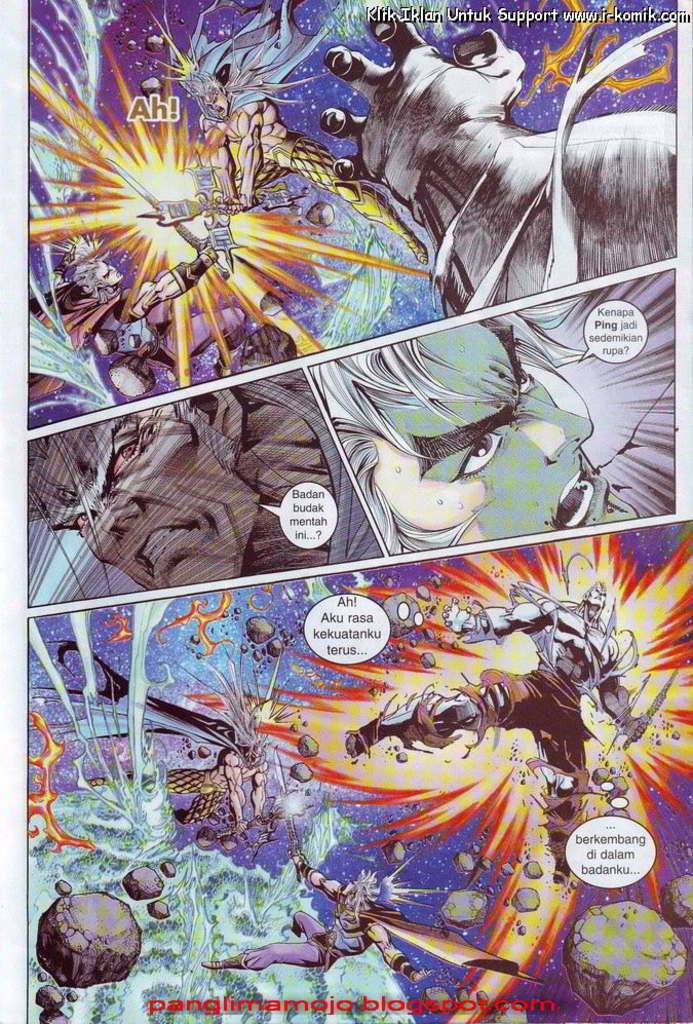 Klik Iklan Untuk Support www.i-komik.com
Ah!
Kenapa
Ping jadi
sedemikian
rupa?
Badan
budak
mentah
ini...?
Ah!
Aku rasa
kekuatanku
terus...
...
berkembang
di dalam
badanku...
panglimamojo.blogspot.com